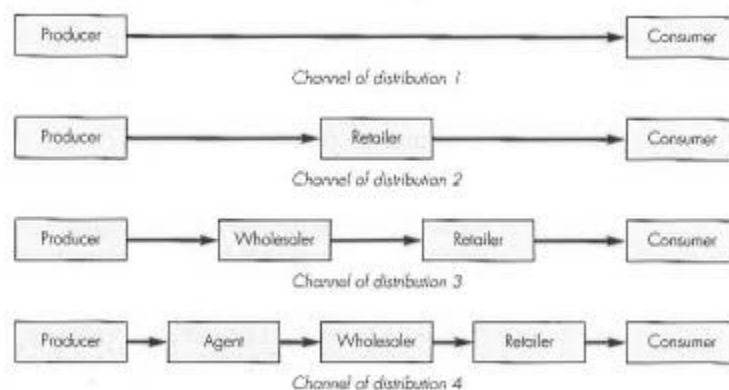 Producer Consumer
Channel of distribution 1
Producer Retailer Consumer
Channel of distribution 2
Producer Wholesaler Retailer Consumer
Channel of distribution 3
Producer Agent Wholesaler Retailer Consumer
Channel of distribution 4